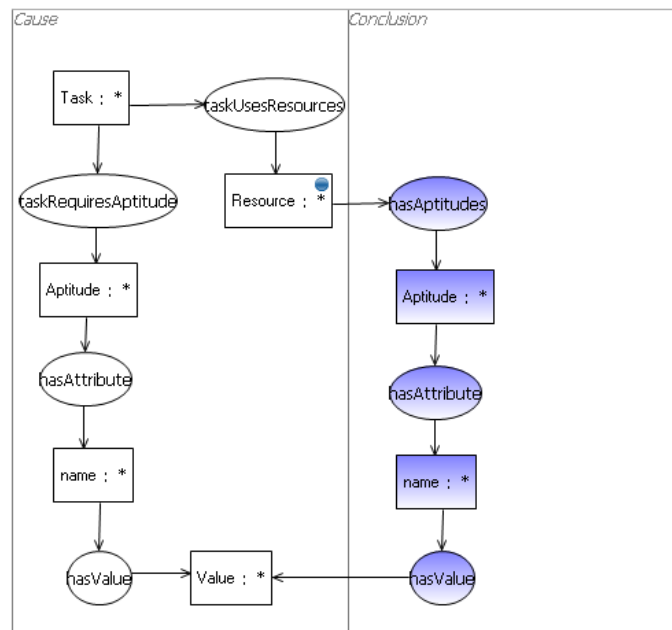 Cause
Conclusion
Task : *
taskUsesResources
taskRequiresAptitude
Resource : *
hasAptitudes
Aptitude : *
Aptitude : *
hasAttribute
hasAttribute
name : *
name : *
hasValue
Value : *
hasValue